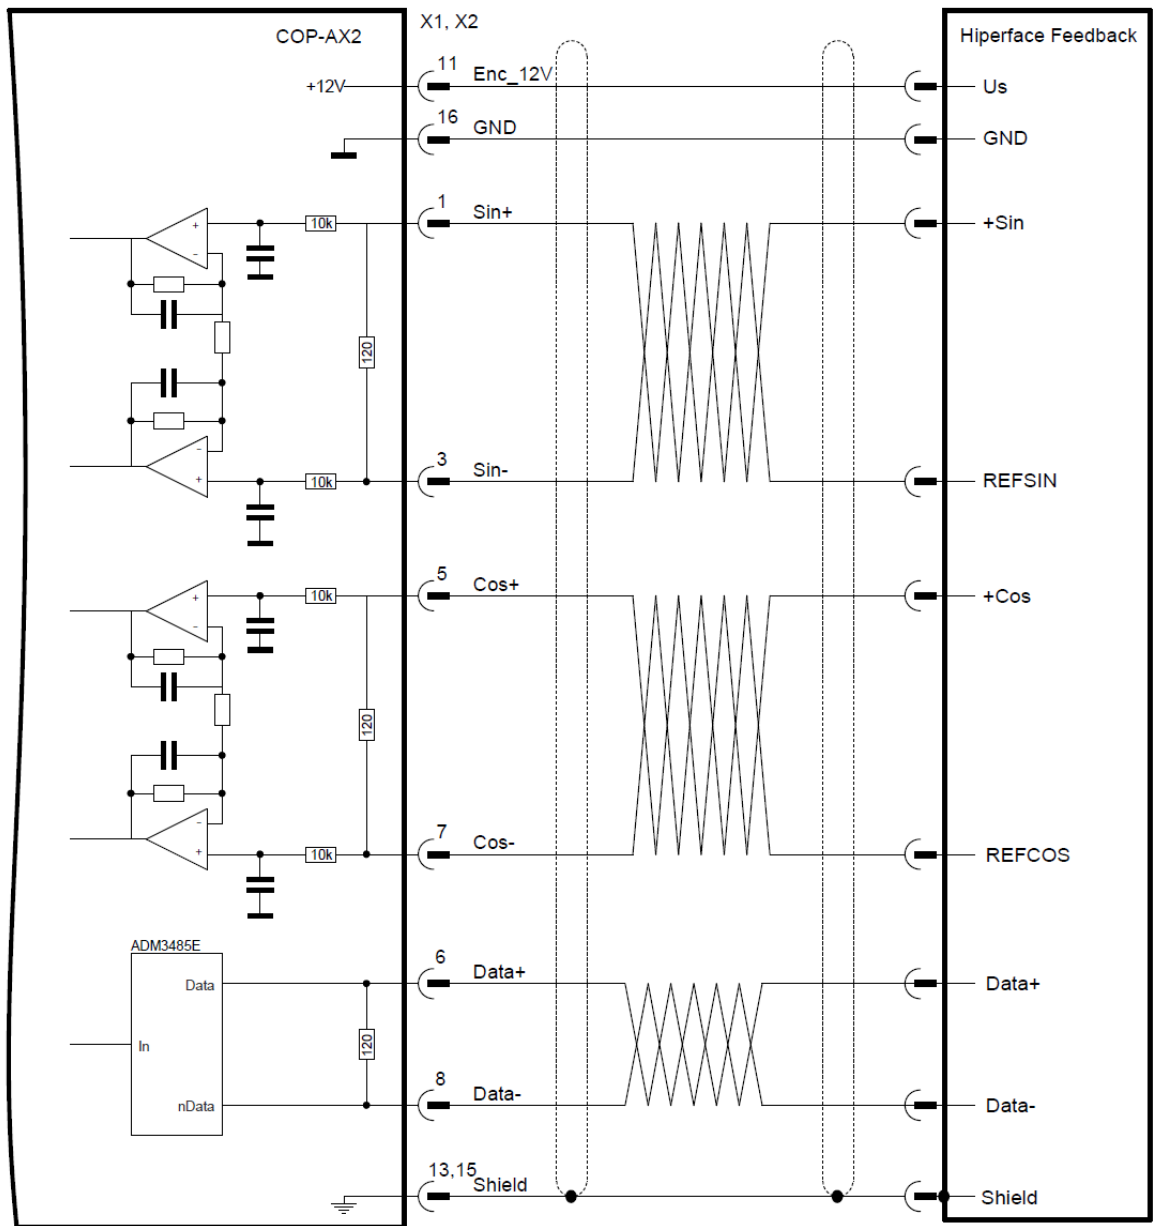 COP-AX2
X1, X2
Hiperface Feedback
+12V
11
Enc_12V
Us
16
GND
GND
+
-
10k
1
Sin+
+Sin
120
-
+
10k
3
Sin-
REFSIN
+
-
10k
5
Cos+
+Cos
120
-
+
10k
7
Cos-
REFCOS
ADM3485E
Data
6
Data+
Data+
In
120
nData
8
Data-
Data-
13,15
Shield
Shield